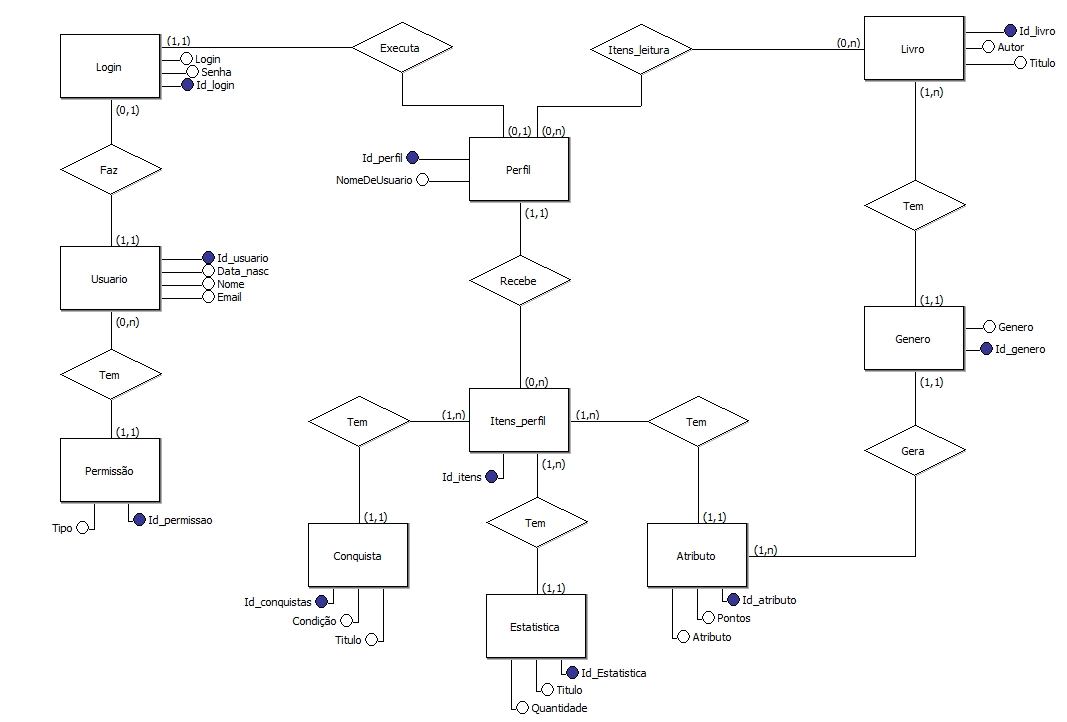 (1,1)
Executa
Itens_leitura
(0,n)
Livro
Id_livro
Autor
Titulo
Login
Login
Senha
Id_login
(0,1)
(1,n)
Faz
(0,1)
(0,n)
Id_perfil
NomeDeUsuario
Perfil
(1,1)
Tem
(1,1)
Usuario
Id_usuario
Data_nasc
Nome
Email
Recebe
(1,1)
Genero
Genero
Id_genero
(0,n)
Tem
(1,1)
(0,n)
(1,1)
Tem
(1,n)
Itens_perfil
(1,n)
Tem
Gera
Permissão
Id_itens
(1,n)
Tipo
Id_permissao
(1,1)
Tem
(1,1)
Conquista
Atributo
(1,n)
(1,1)
Id_conquistas
Condição
Titulo
Estatistica
Id_atributo
Pontos
Atributo
Id_Estatistica
Titulo
Quantidade